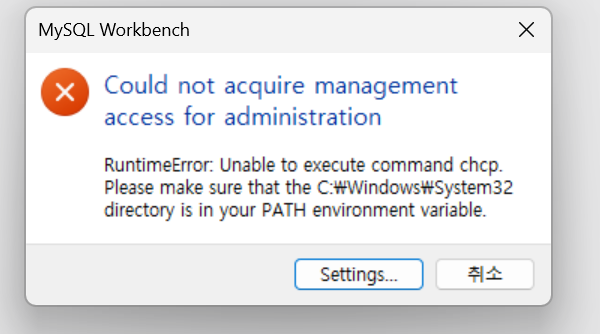 MySQL Workbench
Could not acquire management
access for administration
RuntimeError: Unable to execute command chcp.
Please make sure that the C:₩Windows₩System32
directory is in your PATH environment variable.
Settings...
취소